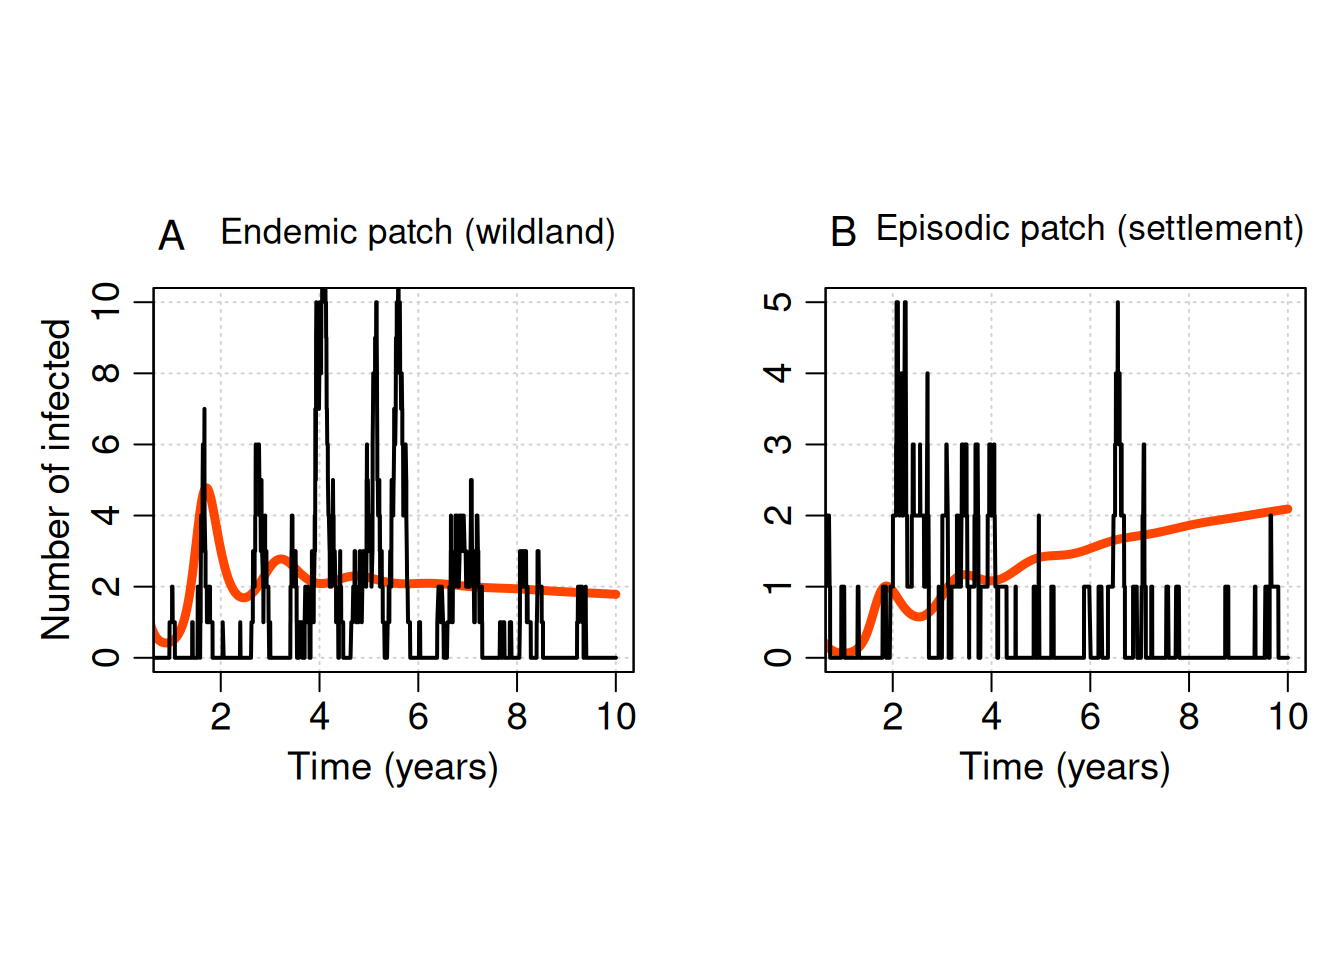 A Endemic patch (wildland)
Number of infected
0 2 4 6 8 10
2 4 6 8 10
Time (years)
B Episodic patch (settlement)
0 1 2 3 4 5
2 4 6 8 10
Time (years)